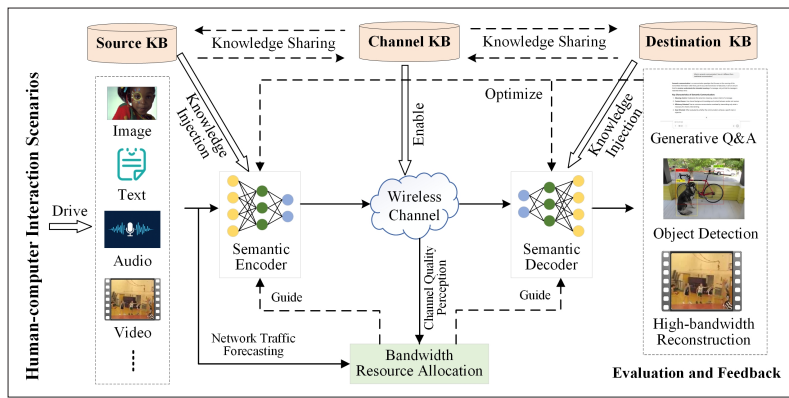 Source KB
Knowledge Sharing
Channel KB
Knowledge Sharing
Destination KB
Human-computer Interaction Scenarios
Drive
Image
Text
Audio
Video
Knowledge
Injection
Enable
Optimize
Knowledge
Injection
Semantic
Encoder
Wireless
Channel
Semantic
Decoder
Generative Q&A
Object Detection
High-bandwidth
Reconstruction
Guide
Channel Quality
Perception
Guide
Network Traffic
Forecasting
Bandwidth
Resource Allocation
Evaluation and Feedback